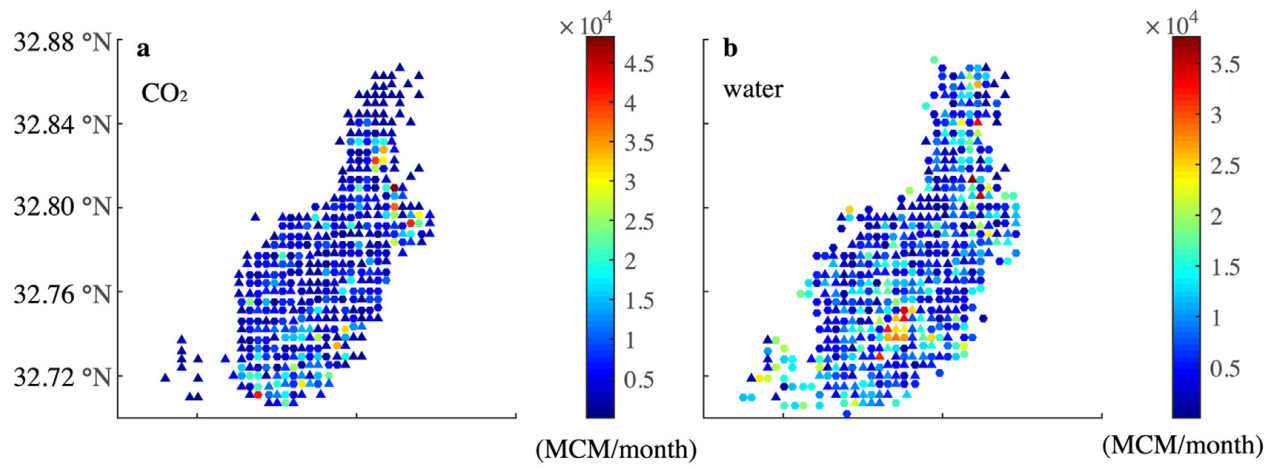 a
CO₂
32.88 °N
32.84 °N
32.80 °N
32.76 °N
32.72 °N
×10⁴
4.5
4
3.5
3
2.5
2
1.5
1
0.5
(MCM/month)
b
water
×10⁴
3.5
3
2.5
2
1.5
1
0.5
(MCM/month)